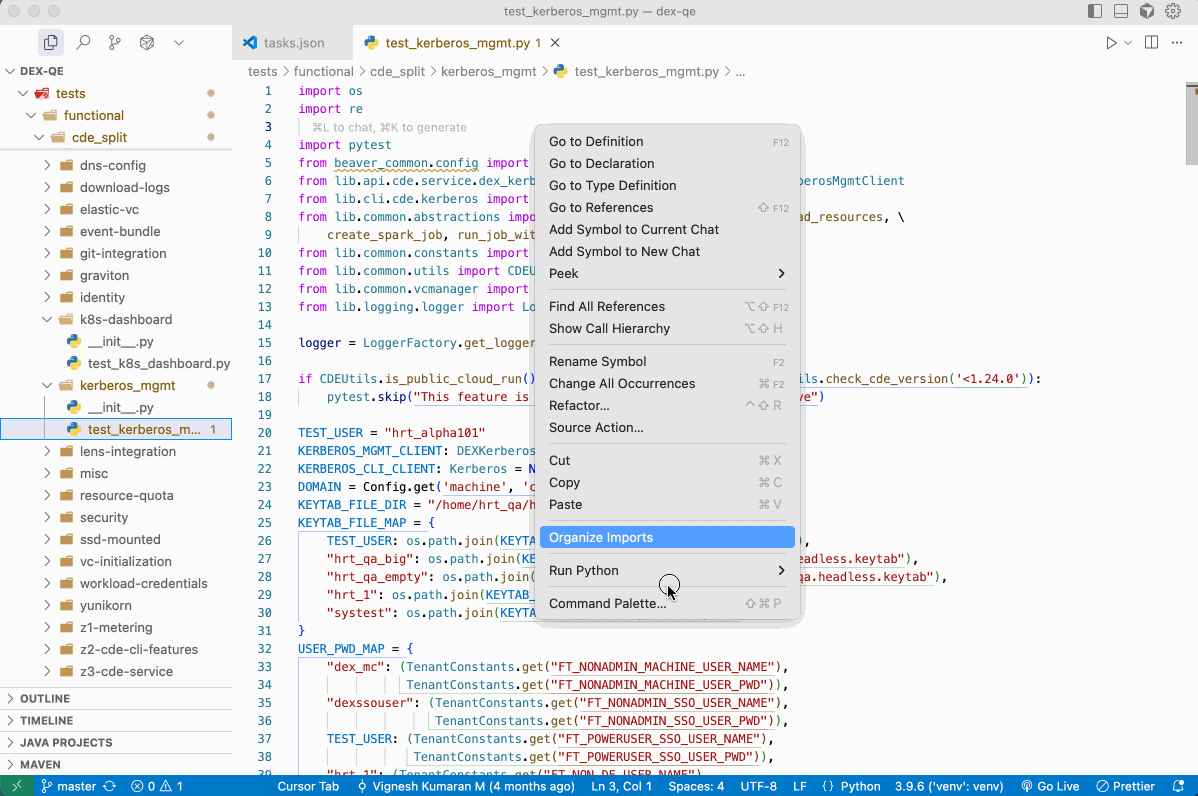 test_kerberos_mgmt.py — dex-qe
tasks.json
test_kerberos_mgmt.py 1
DEX-QE
tests
functional
cde_split
dns-config
download-logs
elastic-vc
event-bundle
git-integration
graviton
identity
k8s-dashboard
__init__.py
test_k8s_dashboard.py
kerberos_mgmt
__init__.py
test_kerberos_m... 1
lens-integration
misc
resource-quota
security
ssd-mounted
vc-initialization
workload-credentials
yunikorn
z1-metering
z2-cde-cli-features
z3-cde-service
OUTLINE
TIMELINE
JAVA PROJECTS
MAVEN
tests > functional > cde_split > kerberos_mgmt > test_kerberos_mgmt.py > ...
1 import os
2 import re
3 ⌘L to chat, ⌘K to generate
4 import pytest
5 from beaver_common.config import
6 from lib.api.cde.service.dex_kerb berosMgmtClient
7 from lib.cli.cde.kerberos import
8 from lib.common.abstractions impo ad_resources, \
9 create_spark_job, run_job_wit
10 from lib.common.constants import
11 from lib.common.utils import CDEU
12 from lib.common.vcmanager import
13 from lib.logging.logger import Lo
14
15 logger = LoggerFactory.get_logger
16
17 if CDEUtils.is_public_cloud_run() ils.check_cde_version('<1.24.0')):
18 pytest.skip("This feature is ve")
19
20 TEST_USER = "hrt_alpha101"
21 KERBEROS_MGMT_CLIENT: DEXKerberos
22 KERBEROS_CLI_CLIENT: Kerberos = N
23 DOMAIN = Config.get('machine', 'c
24 KEYTAB_FILE_DIR = "/home/hrt_qa/h
25 KEYTAB_FILE_MAP = {
26 TEST_USER: os.path.join(KEYTA ),
27 "hrt_qa_big": os.path.join(KE eadless.keytab"),
28 "hrt_qa_empty": os.path.join( qa.headless.keytab"),
29 "hrt_1": os.path.join(KEYTAB_
30 "systest": os.path.join(KEYTA
31 }
32 USER_PWD_MAP = {
33 "dex_mc": (TenantConstants.get("FT_NONADMIN_MACHINE_USER_NAME"),
34 TenantConstants.get("FT_NONADMIN_MACHINE_USER_PWD")),
35 "dexssouser": (TenantConstants.get("FT_NONADMIN_SSO_USER_NAME"),
36 TenantConstants.get("FT_NONADMIN_SSO_USER_PWD")),
37 TEST_USER: (TenantConstants.get("FT_POWERUSER_SSO_USER_NAME"),
38 TenantConstants.get("FT_POWERUSER_SSO_USER_PWD")),
39 "hrt_1": (TenantConstants.get("FT_NON_DE_USER_NAME"),
Go to Definition F12
Go to Declaration
Go to Type Definition
Go to References ⇧ F12
Add Symbol to Current Chat
Add Symbol to New Chat
Peek
Find All References ⌥⇧ F12
Show Call Hierarchy ⌥⇧ H
Rename Symbol F2
Change All Occurrences ⌘ F2
Refactor... ^⇧ R
Source Action...
Cut ⌘ X
Copy ⌘ C
Paste ⌘ V
Organize Imports
Run Python
Command Palette... ⇧⌘ P
master 0 1 Cursor Tab Vignesh Kumaran M (4 months ago) Ln 3, Col 1 Spaces: 4 UTF-8 LF {} Python 3.9.6 ('venv': venv) Go Live Prettier